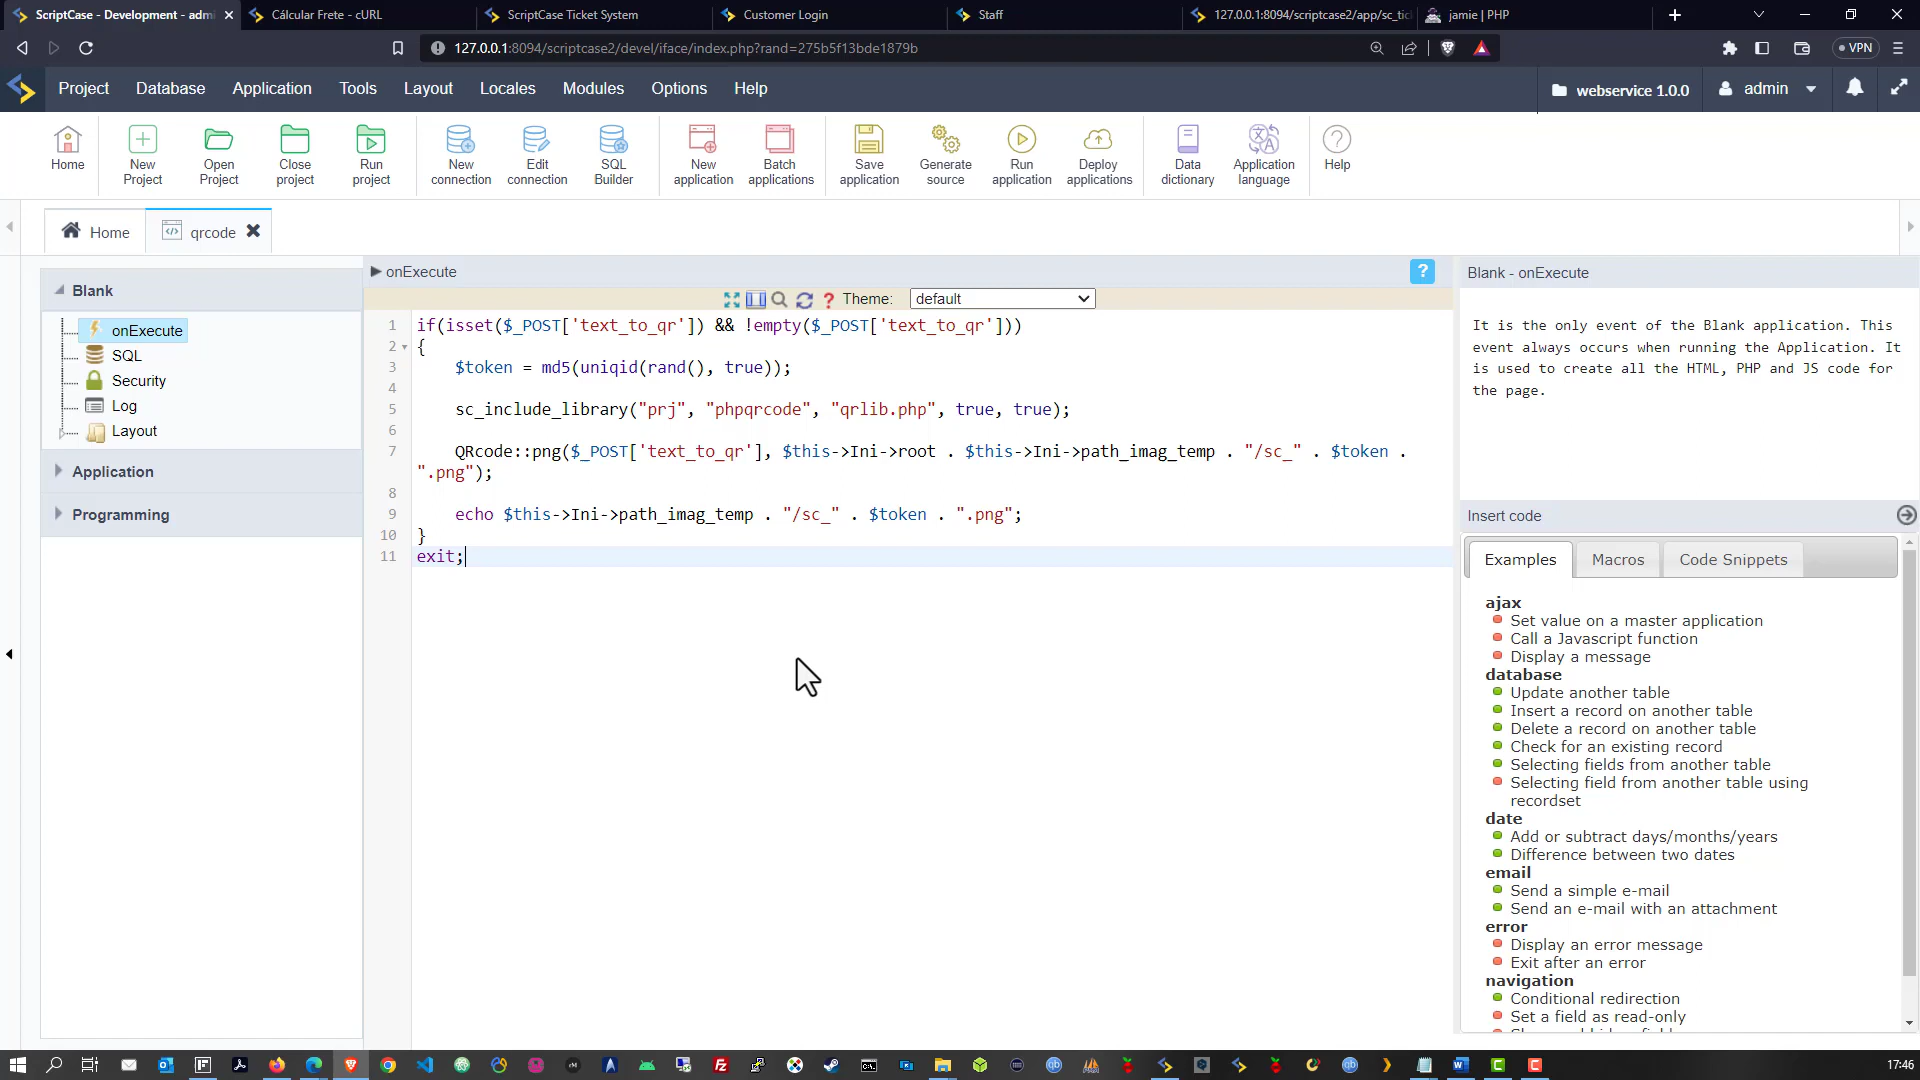 ScriptCase - Development - admi
Cálcular Frete - cURL
ScriptCase Ticket System
Customer Login
Staff
127.0.0.1:8094/scriptcase2/app/sc_tic
jamie | PHP
127.0.0.1:8094/scriptcase2/devel/iface/index.php?rand=275b5f13bde1879b
VPN
Project
Database
Application
Tools
Layout
Locales
Modules
Options
Help
webservice 1.0.0
admin
Home
New Project
Open Project
Close project
Run project
New connection
Edit connection
SQL Builder
New application
Batch applications
Save application
Generate source
Run application
Deploy applications
Data dictionary
Application language
Help
Home
qrcode
Blank
onExecute
SQL
Security
Log
Layout
Application
Programming
onExecute
?
Theme:
default
1 if(isset($_POST['text_to_qr']) && !empty($_POST['text_to_qr']))
2 {
3 $token = md5(uniqid(rand(), true));
4
5 sc_include_library("prj", "phpqrcode", "qrlib.php", true, true);
6
7 QRcode::png($_POST['text_to_qr'], $this->Ini->root . $this->Ini->path_imag_temp . "/sc_" . $token .
".png");
8
9 echo $this->Ini->path_imag_temp . "/sc_" . $token . ".png";
10 }
11 exit;
Blank - onExecute
It is the only event of the Blank application. This
event always occurs when running the Application. It
is used to create all the HTML, PHP and JS code for
the page.
Insert code
Examples
Macros
Code Snippets
ajax
Set value on a master application
Call a Javascript function
Display a message
database
Update another table
Insert a record on another table
Delete a record on another table
Check for an existing record
Selecting fields from another table
Selecting field from another table using
recordset
date
Add or subtract days/months/years
Difference between two dates
email
Send a simple e-mail
Send an e-mail with an attachment
error
Display an error message
Exit after an error
navigation
Conditional redirection
Set a field as read-only
17:46